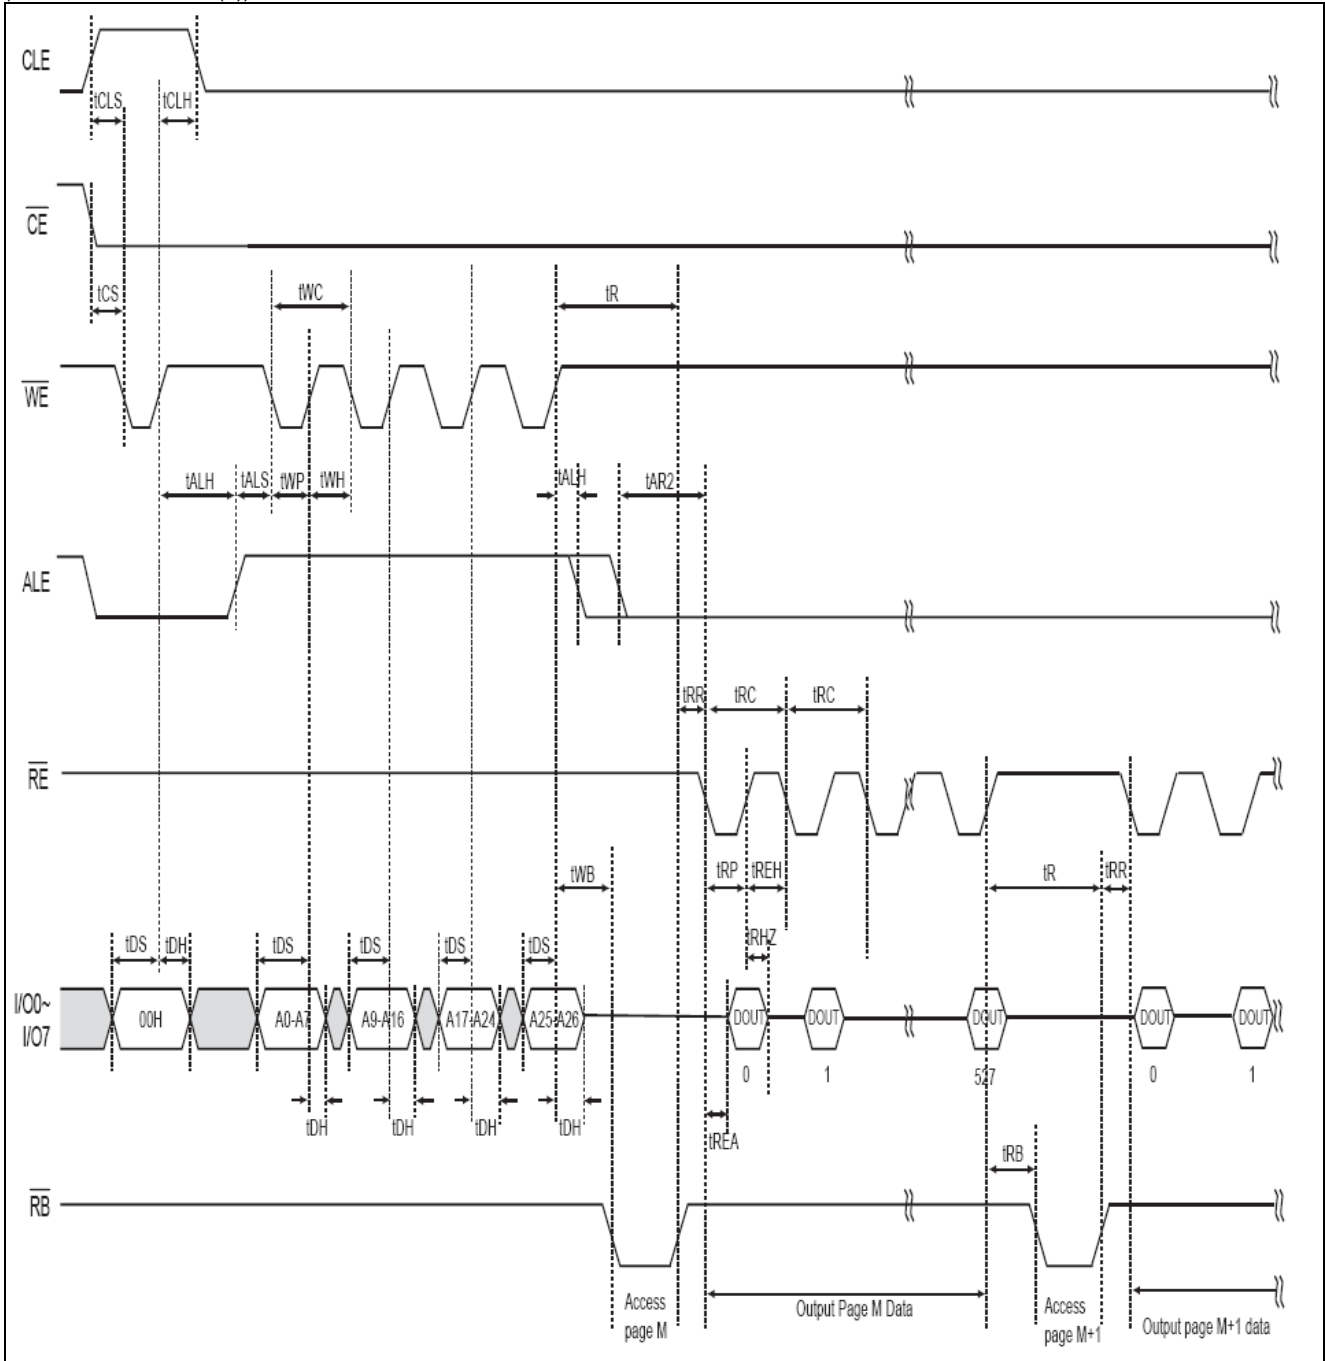 CLE
tCLS
tCLH
CE
tCS
tWC
tR
WE
tALH
tALS
tWP
tWH
tALH
tAR2
ALE
tRR
tRC
tRC
RE
tWB
tRP
tREH
tR
tRR
tRHZ
tDS
tDH
tDS
tDS
tDS
tDS
I/O0~
I/O7
00H
A0-A7
A9-A16
A17-A24
A25-A26
DOUT
DOUT
DOUT
DOUT
DOUT
0
1
527
0
1
tDH
tDH
tDH
tDH
tREA
tRB
RB
Access
page M
Output Page M Data
Access
page M+1
Output page M+1 data